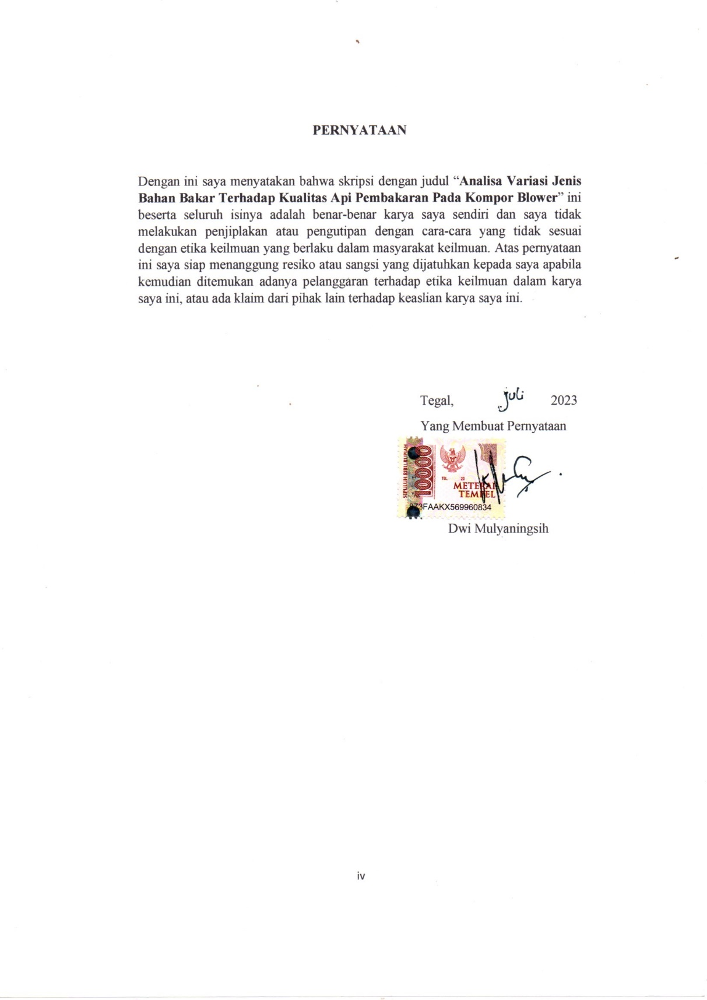 PERNYATAAN
Dengan ini saya menyatakan bahwa skripsi dengan judul “Analisa Variasi Jenis
Bahan Bakar Terhadap Kualitas Api Pembakaran Pada Kompor Blower” ini
beserta seluruh isinya adalah benar-benar karya saya sendiri dan saya tidak
melakukan penjiplakan atau pengutipan dengan cara-cara yang tidak sesuai
dengan etika keilmuan yang berlaku dalam masyarakat keilmuan. Atas pernyataan
ini saya siap menanggung resiko atau sangsi yang dijatuhkan kepada saya apabila
kemudian ditemukan adanya pelanggaran terhadap etika keilmuan dalam karya
saya ini, atau ada klaim dari pihak lain terhadap keaslian karya saya ini.
Tegal, juli 2023
Yang Membuat Pernyataan
SEPULUH RIBU RUPIAH
10000
TGL. 20
METERAI
TEMPEL
FAAKX569960834
Dwi Mulyaningsih
iv